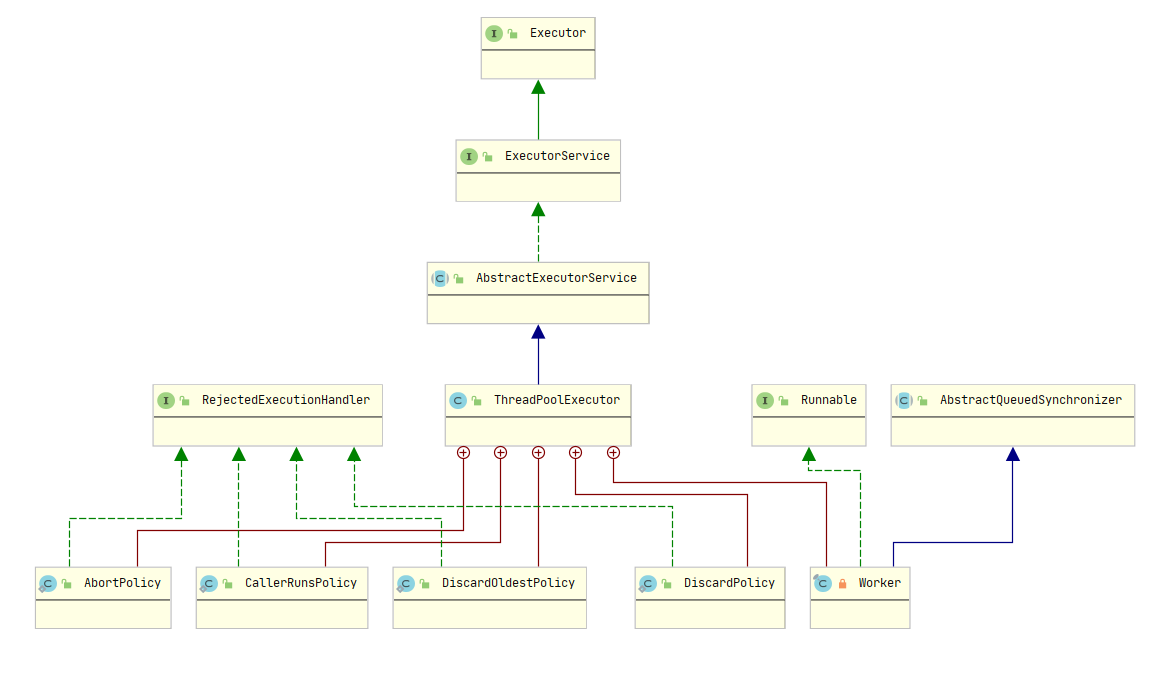 Executor
ExecutorService
AbstractExecutorService
RejectedExecutionHandler
ThreadPoolExecutor
Runnable
AbstractQueuedSynchronizer
AbortPolicy
CallerRunsPolicy
DiscardOldestPolicy
DiscardPolicy
Worker